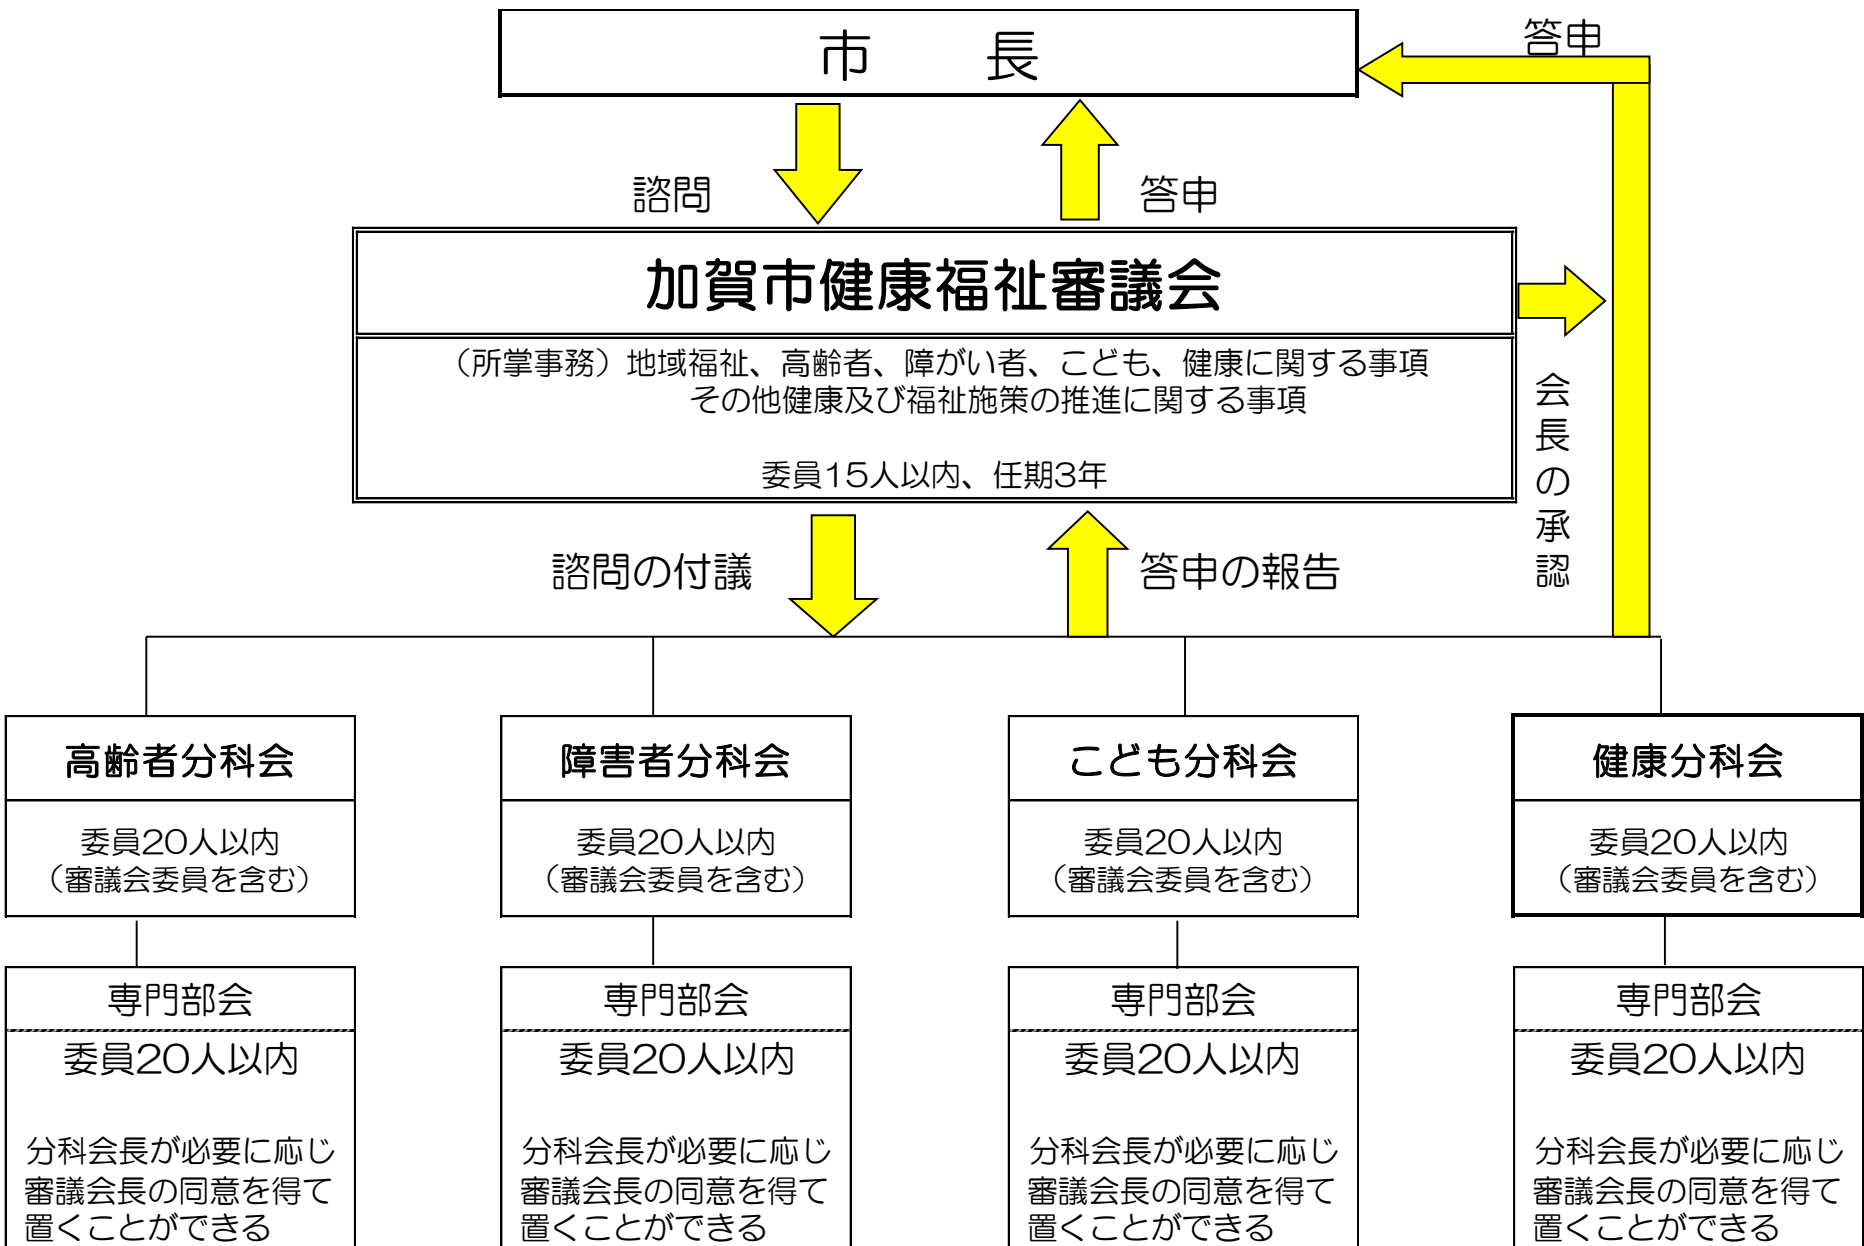 市　長
答申
諮問
答申
加賀市健康福祉審議会
（所掌事務）地域福祉、高齢者、障がい者、こども、健康に関する事項
その他健康及び福祉施策の推進に関する事項
委員15人以内、任期3年
会長の承認
諮問の付議
答申の報告
高齢者分科会
委員20人以内
（審議会委員を含む）
障害者分科会
委員20人以内
（審議会委員を含む）
こども分科会
委員20人以内
（審議会委員を含む）
健康分科会
委員20人以内
（審議会委員を含む）
専門部会
委員20人以内
分科会長が必要に応じ
審議会長の同意を得て
置くことができる
専門部会
委員20人以内
分科会長が必要に応じ
審議会長の同意を得て
置くことができる
専門部会
委員20人以内
分科会長が必要に応じ
審議会長の同意を得て
置くことができる
専門部会
委員20人以内
分科会長が必要に応じ
審議会長の同意を得て
置くことができる